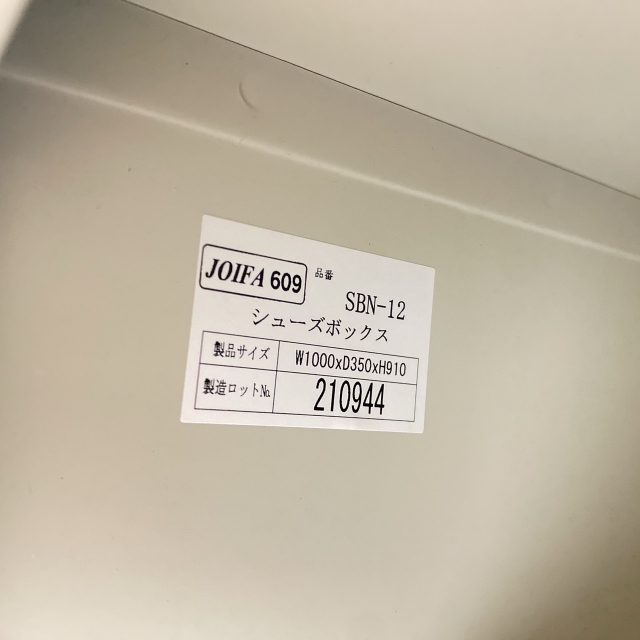 JOIFA 609 品番
SBN-12
シューズボックス
製品サイズ W1000xD350xH910
製造ロット№ 210944